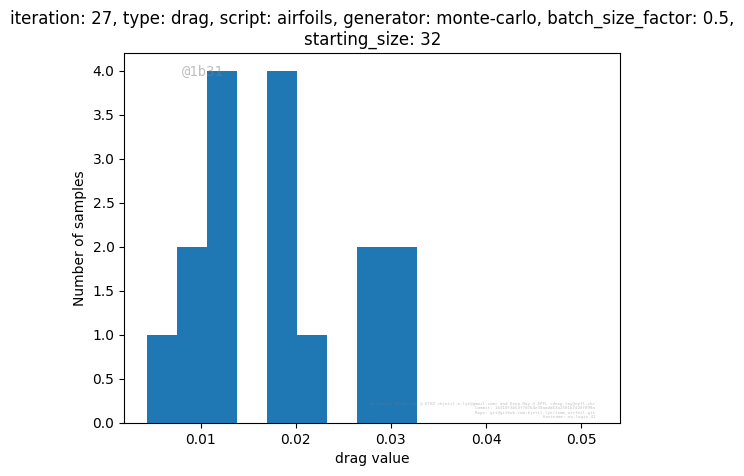 iteration: 27, type: drag, script: airfoils, generator: monte-carlo, batch_size_factor: 0.5,
starting_size: 32
@1b31
4.0
3.5
3.0
2.5
2.0
1.5
1.0
0.5
0.0
Number of samples
0.01 0.02 0.03 0.04 0.05
drag value